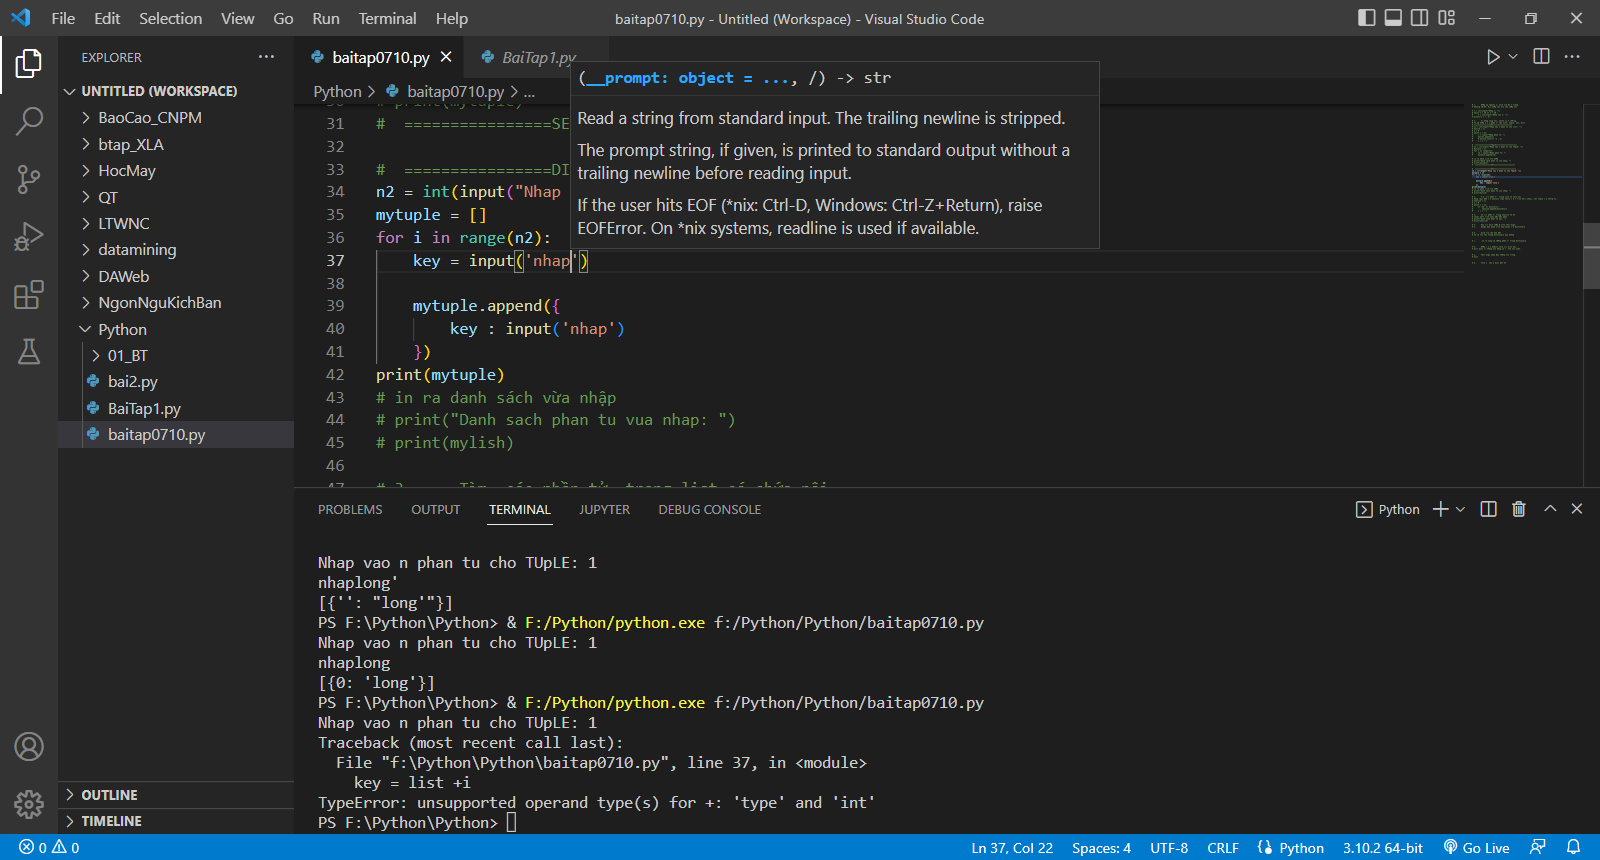 File Edit Selection View Go Run Terminal Help
baitap0710.py - Untitled (Workspace) - Visual Studio Code
EXPLORER
UNTITLED (WORKSPACE)
BaoCao_CNPM
btap_XLA
HocMay
QT
LTWNC
datamining
DAWeb
NgonNguKichBan
Python
01_BT
bai2.py
BaiTap1.py
baitap0710.py
OUTLINE
TIMELINE
baitap0710.py BaiTap1.py
Python > baitap0710.py > ...
(__prompt: object = ..., /) -> str
Read a string from standard input. The trailing newline is stripped.
The prompt string, if given, is printed to standard output without a
trailing newline before reading input.
If the user hits EOF (*nix: Ctrl-D, Windows: Ctrl-Z+Return), raise
EOFError. On *nix systems, readline is used if available.
30 # print(mytuple)
31 # ================SE
32
33 # ================DI
34 n2 = int(input("Nhap
35 mytuple = []
36 for i in range(n2):
37 key = input('nhap')
38
39 mytuple.append({
40 key : input('nhap')
41 })
42 print(mytuple)
43 # in ra danh sách vừa nhập
44 # print("Danh sach phan tu vua nhap: ")
45 # print(mylish)
46
PROBLEMS OUTPUT TERMINAL JUPYTER DEBUG CONSOLE
Python
Nhap vao n phan tu cho TUpLE: 1
nhaplong'
[{'': "long'"}]
PS F:\Python\Python> & F:/Python/python.exe f:/Python/Python/baitap0710.py
Nhap vao n phan tu cho TUpLE: 1
nhaplong
[{0: 'long'}]
PS F:\Python\Python> & F:/Python/python.exe f:/Python/Python/baitap0710.py
Nhap vao n phan tu cho TUpLE: 1
Traceback (most recent call last):
File "f:\Python\Python\baitap0710.py", line 37, in <module>
key = list +i
TypeError: unsupported operand type(s) for +: 'type' and 'int'
PS F:\Python\Python>
0 0 Ln 37, Col 22 Spaces: 4 UTF-8 CRLF Python 3.10.2 64-bit Go Live